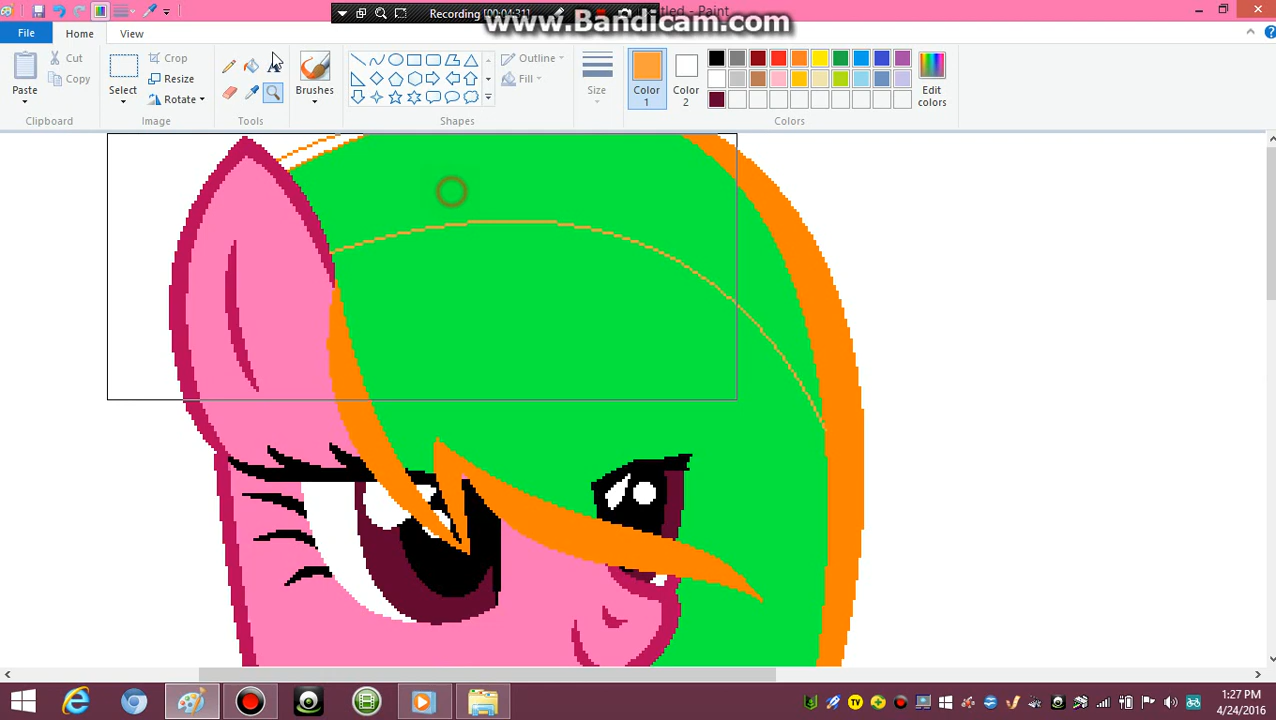 Recording [00:04:31]
www.Bandicam.com
ntitled - Paint
File
Home
View
Paste
Cut
Copy
Clipboard
Select
Crop
Resize
Rotate
Image
Tools
A
Brushes
Outline
Fill
Shapes
Size
Color 1
Color 2
Edit colors
Colors
1:27 PM
4/24/2016